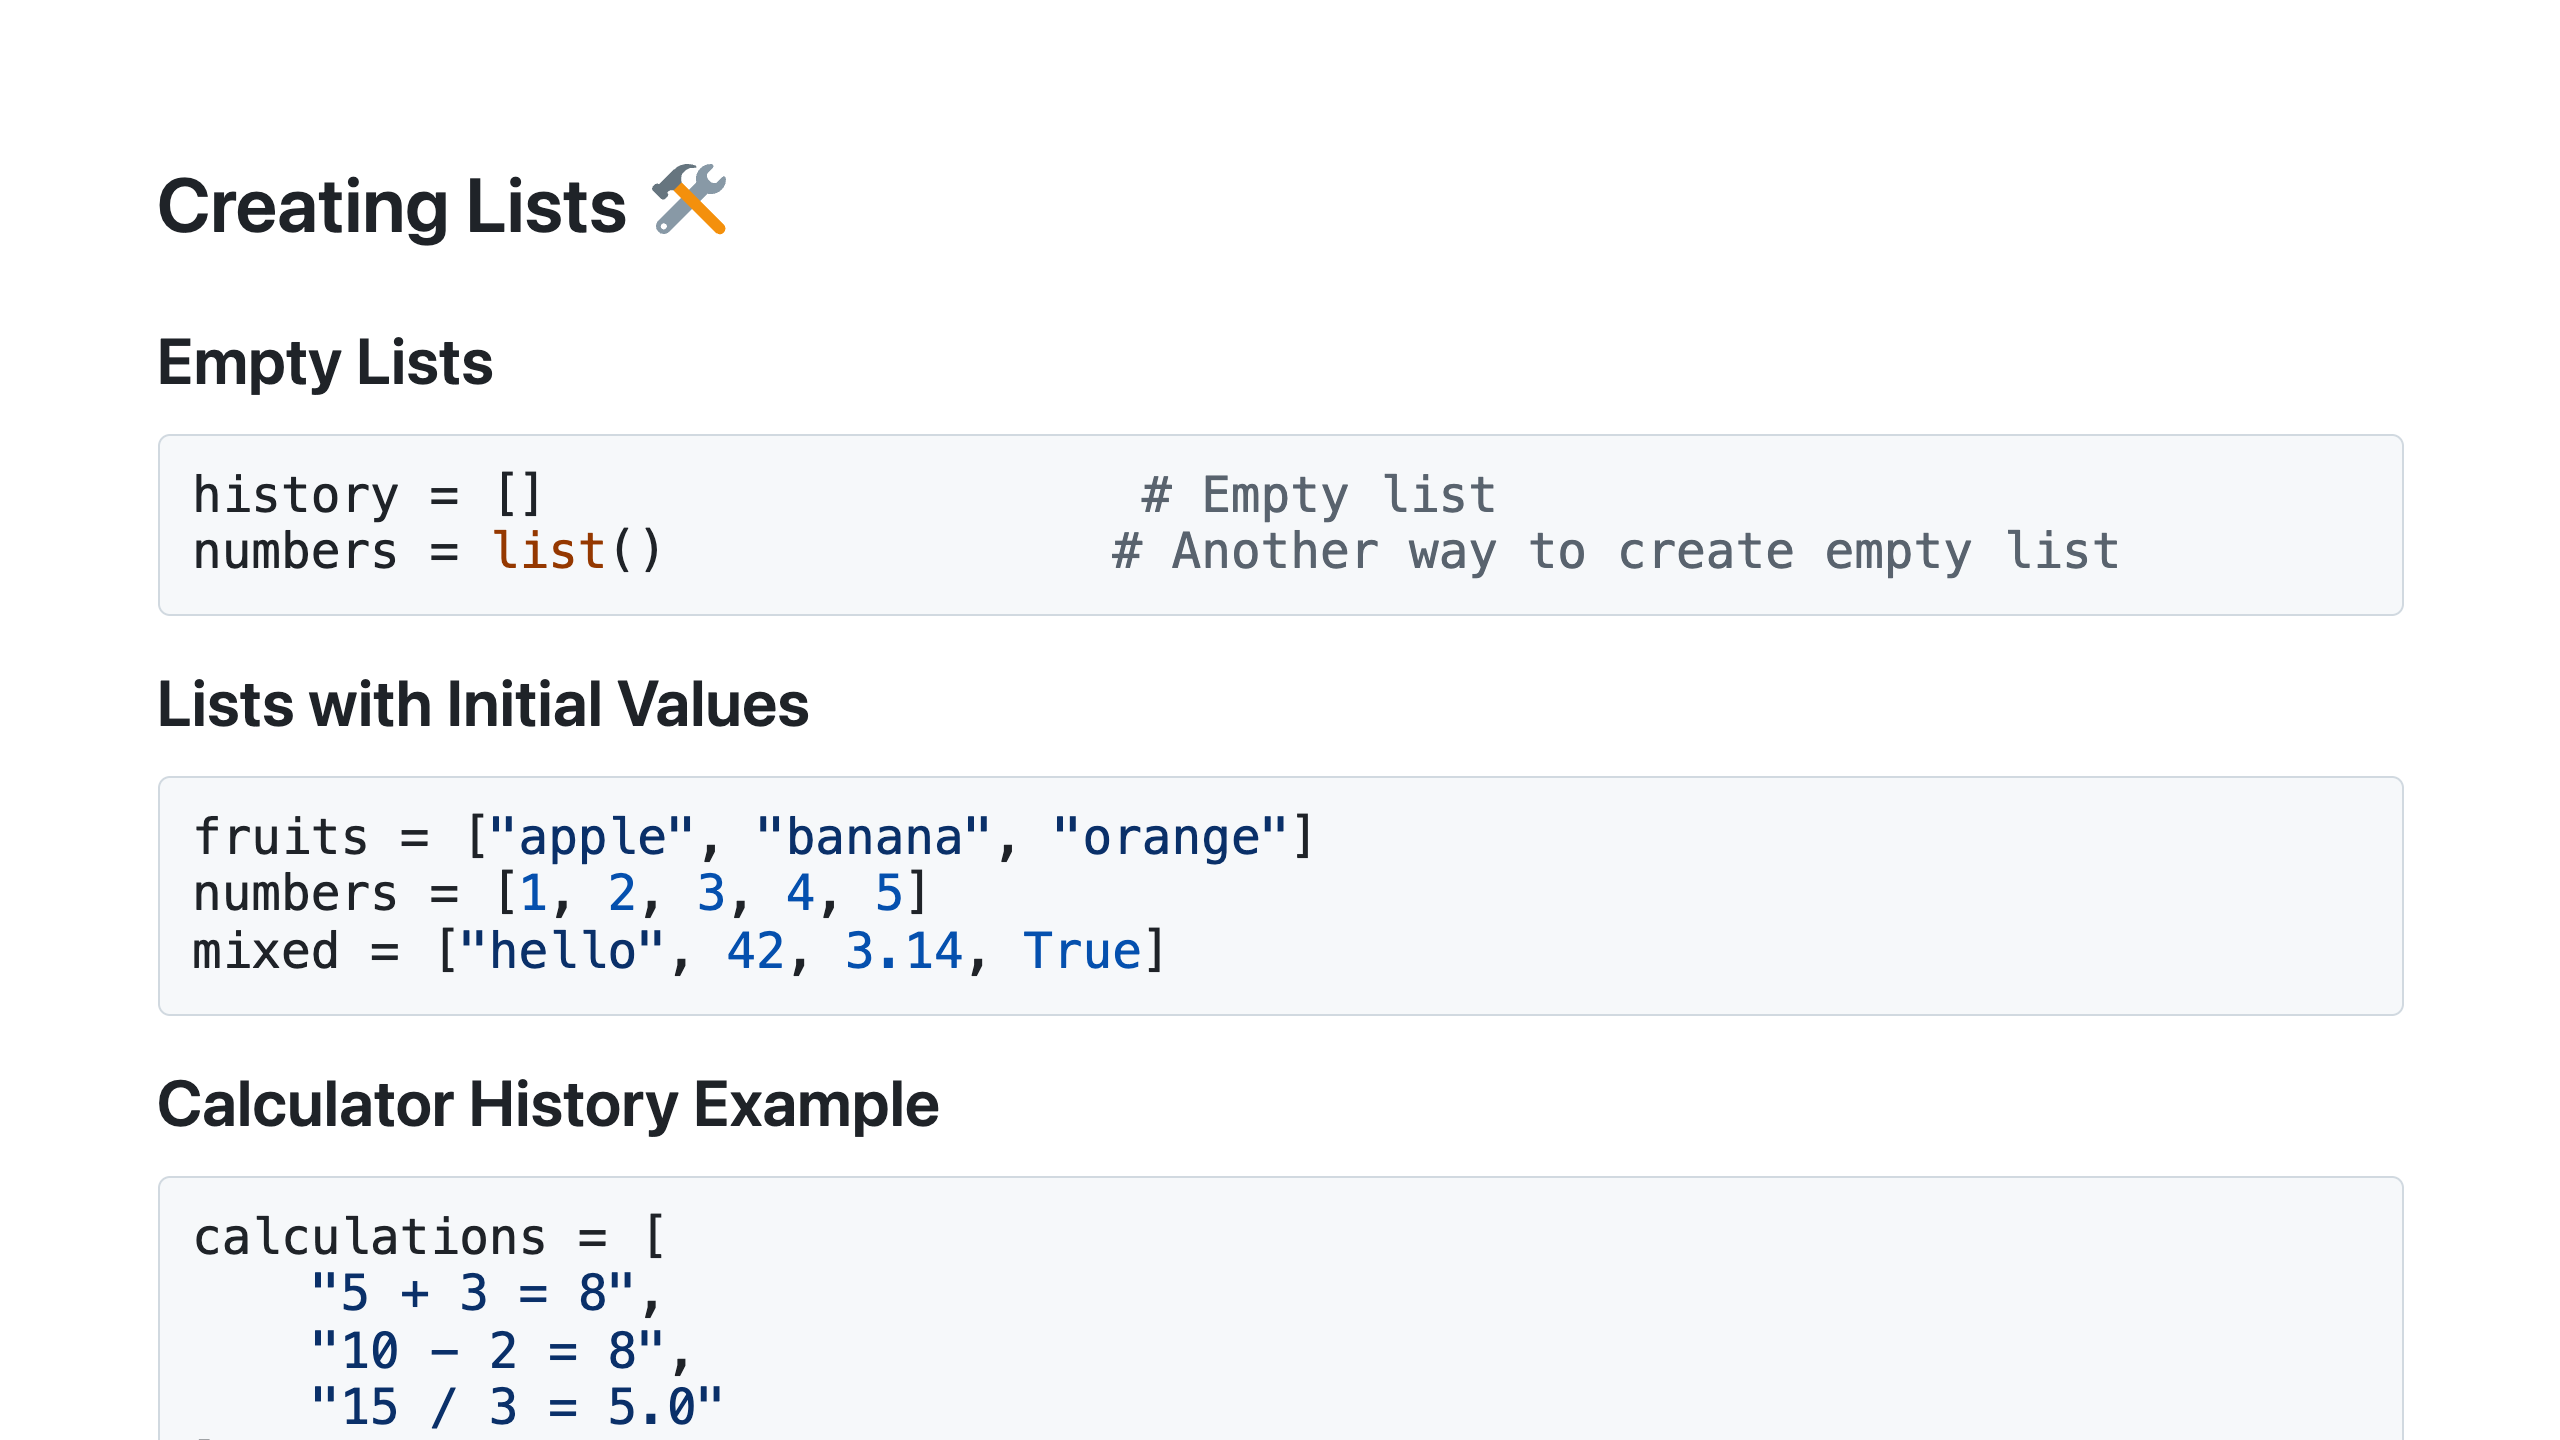 Creating Lists 🛠️
Empty Lists
history = []                    # Empty list
numbers = list()               # Another way to create empty list
Lists with Initial Values
fruits = ["apple", "banana", "orange"]
numbers = [1, 2, 3, 4, 5]
mixed = ["hello", 42, 3.14, True]
Calculator History Example
calculations = [
    "5 + 3 = 8",
    "10 - 2 = 8",
    "15 / 3 = 5.0"